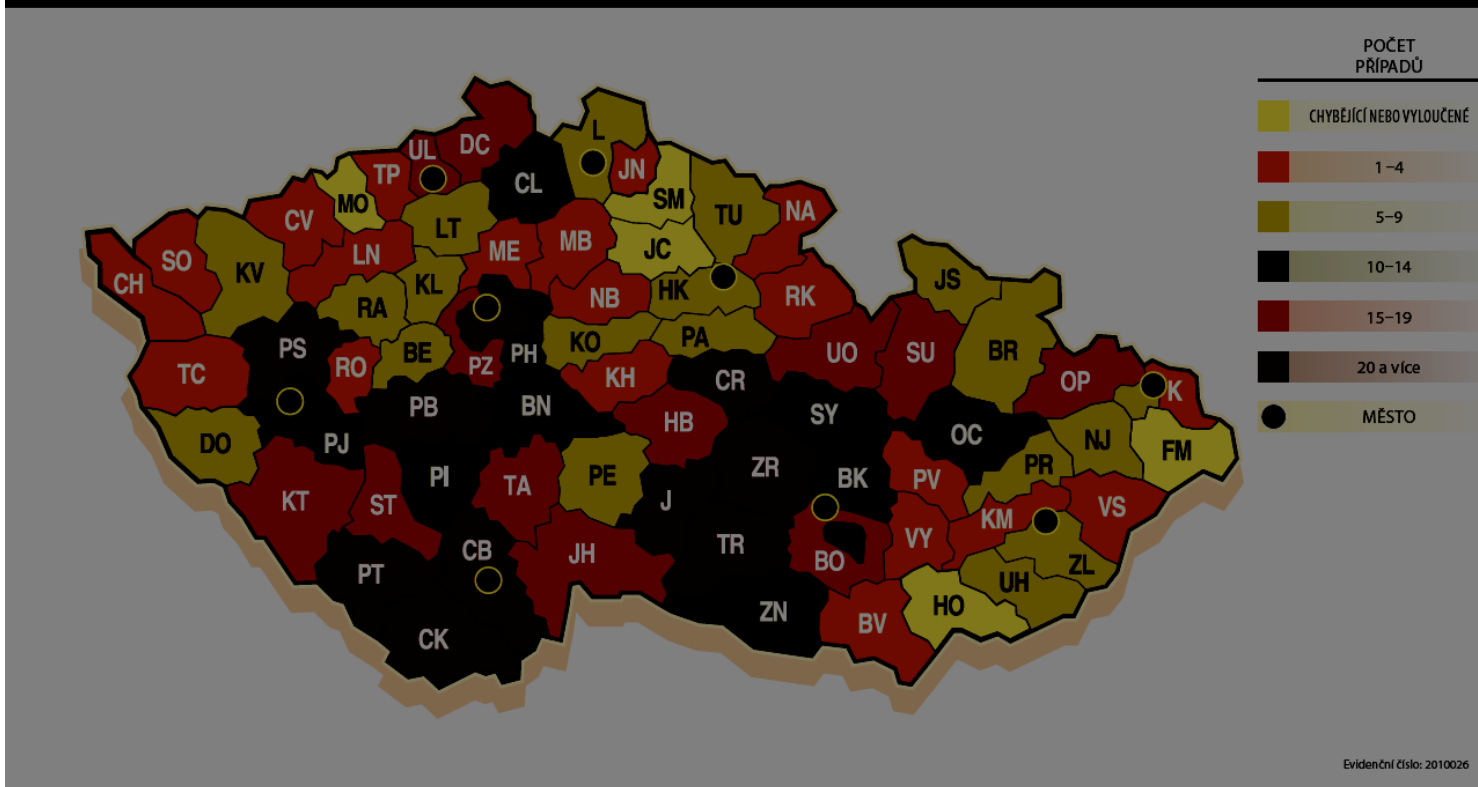 POČET
PŘÍPADŮ
CHYBĚJÍCÍ NEBO VYLOUČENÉ
1–4
5–9
10–14
15–19
20 a více
MĚSTO
DC
UL
L
TP
CL
JN
MO
SM
CV
LT
TU
NA
SO
LN
ME
MB
JC
KV
KL
CH
RA
NB
HK
RK
JS
PS
BE
PH
KO
PA
UO
SU
BR
TC
RO
PZ
KH
CR
OP
K
PB
BN
HB
SY
OC
NJ
DO
PJ
FM
PR
KT
ST
PI
TA
PE
J
ZR
BK
PV
VS
CB
JH
TR
BO
VY
KM
PT
ZL
UH
CK
ZN
BV
HO
Evidenční číslo: 2010026